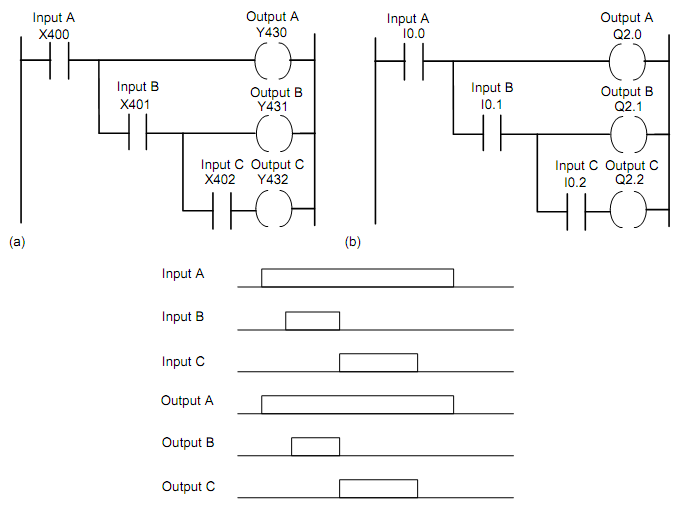 Input A
X400
Output A
Y430
Input B
X401
Output B
Y431
Input C Output C
X402 Y432
(a)
Input A
I0.0
Output A
Q2.0
Input B
I0.1
Output B
Q2.1
Input C Output C
I0.2 Q2.2
(b)
Input A
Input B
Input C
Output A
Output B
Output C